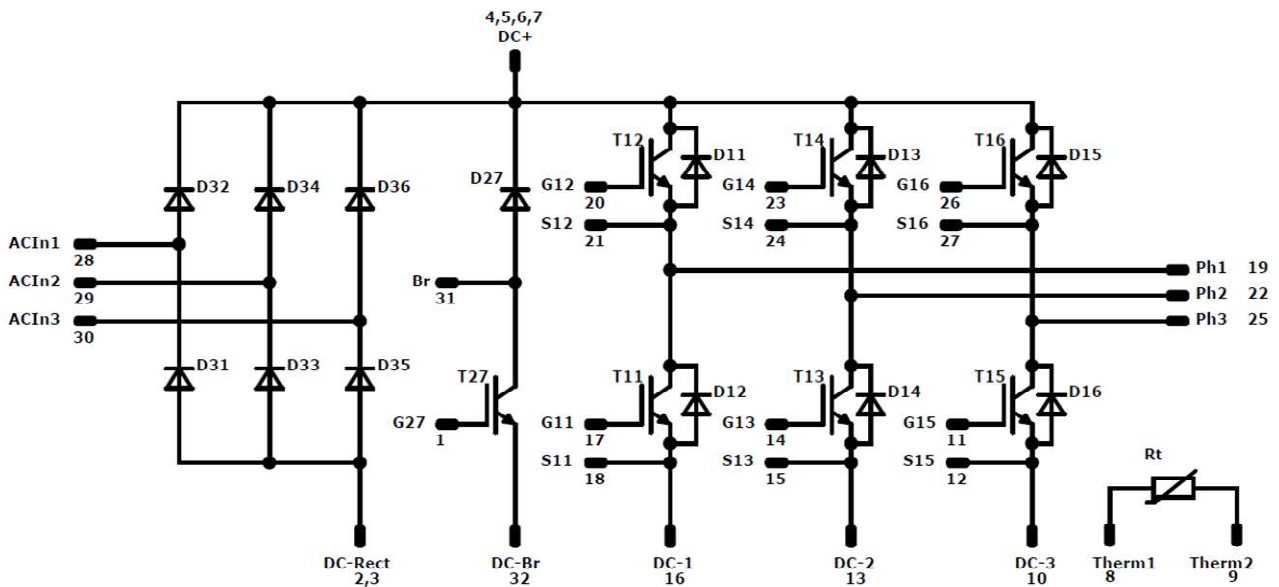 4,5,6,7
DC+
T12
T14
T16
D11
D13
D15
D32
D34
D36
D27
G12
20
G14
23
G16
26
S12
21
S14
24
S16
27
ACIn1
28
ACIn2
29
ACIn3
30
Br
31
Ph1 19
Ph2 22
Ph3 25
D31
D33
D35
T27
T11
T13
T15
D12
D14
D16
G27
1
G11
17
G13
14
G15
11
S11
18
S13
15
S15
12
Rt
DC-Rect
2,3
DC-Br
32
DC-1
16
DC-2
13
DC-3
10
Therm1
8
Therm2
9